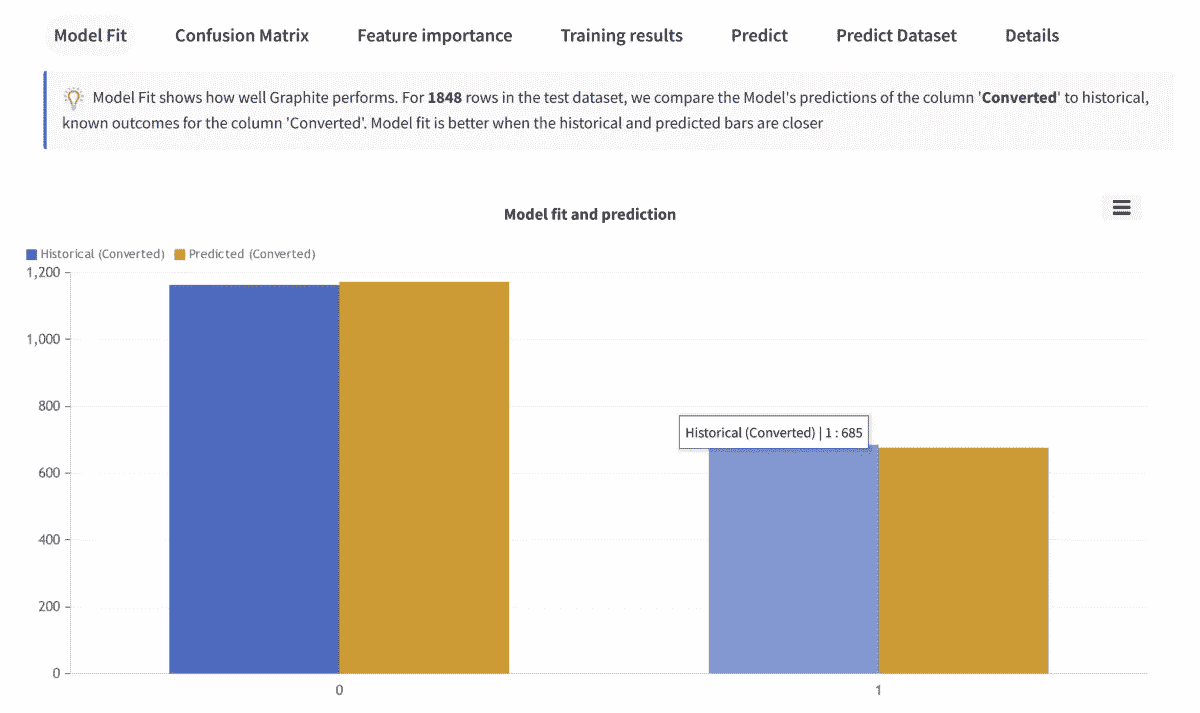 Model Fit Confusion Matrix Feature importance Training results Predict Predict Dataset Details
Model Fit shows how well Graphite performs. For 1848 rows in the test dataset, we compare the Model's predictions of the column 'Converted' to historical,
known outcomes for the column 'Converted'. Model fit is better when the historical and predicted bars are closer
Model fit and prediction
Historical (Converted) Predicted (Converted)
1,200
1,000
800
Historical (Converted) | 1 : 685
600
400
200
0
0 1